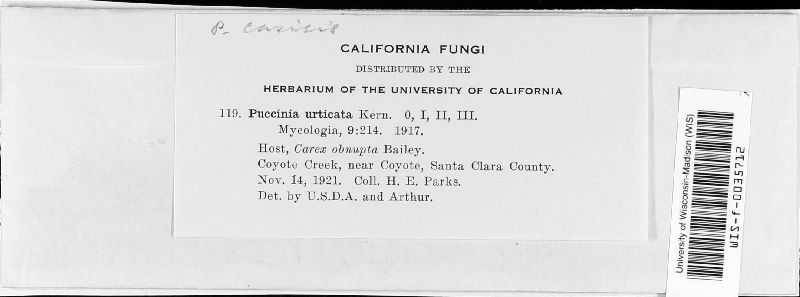 P. caricis
CALIFORNIA FUNGI
DISTRIBUTED BY THE
HERBARIUM OF THE UNIVERSITY OF CALIFORNIA
119. Puccinia urticata Kern. 0, I, II, III.
Mycologia, 9:214. 1917.
Host, Carex obnupta Bailey.
Coyote Creek, near Coyote, Santa Clara County.
Nov. 14, 1921. Coll. H. E. Parks.
Det. by U.S.D.A. and Arthur.
University of Wisconsin-Madison (WIS)
WIS-f-0035712